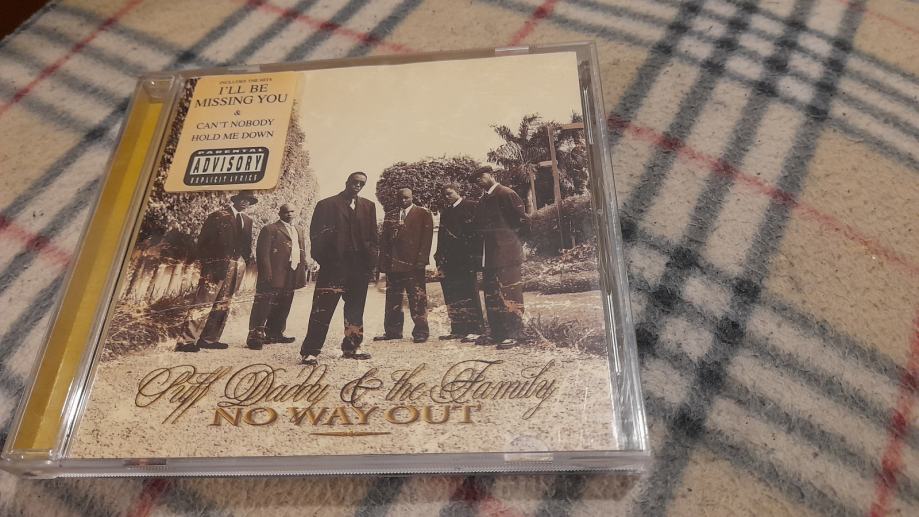 INCLUDES THE HITS
I'LL BE
MISSING YOU
&
CAN'T NOBODY
HOLD ME DOWN
PARENTAL
ADVISORY
EXPLICIT LYRICS
Puff Daddy & the Family
NO WAY OUT